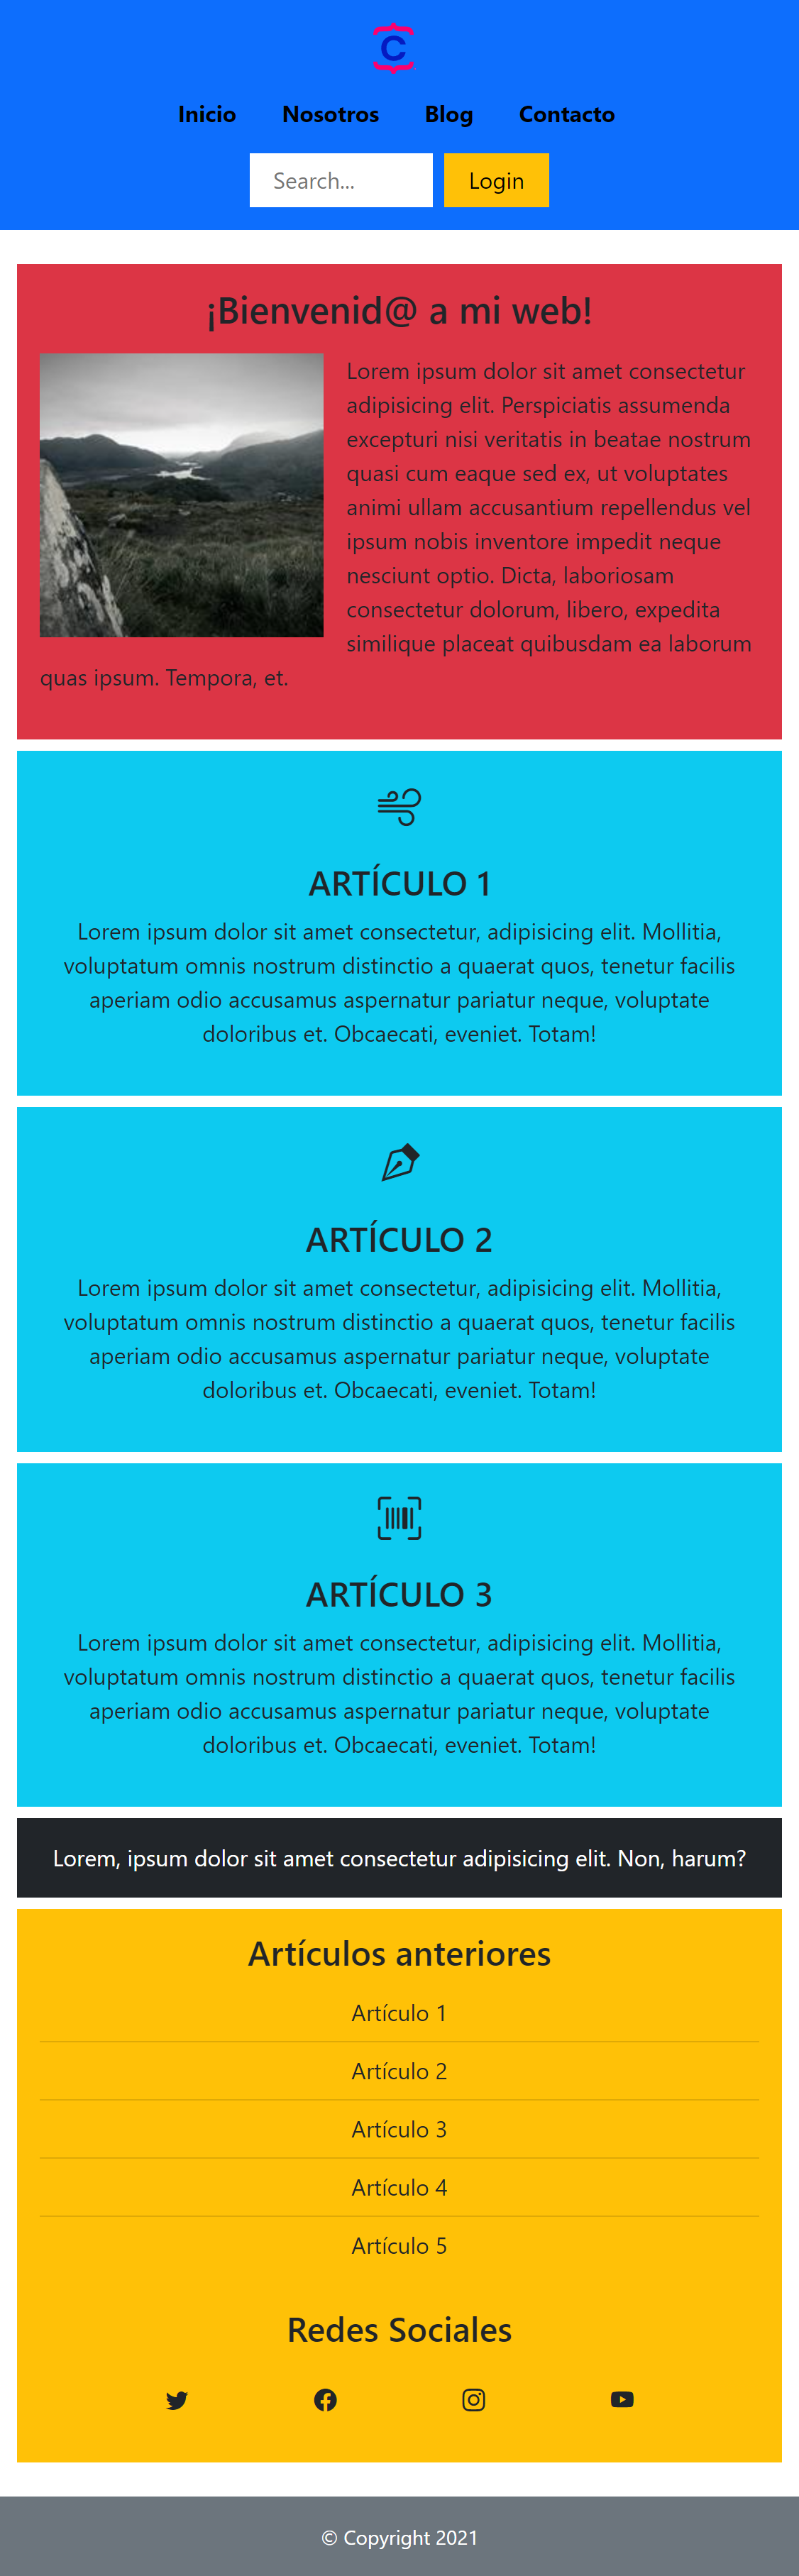 C
Inicio Nosotros Blog Contacto
Search... Login
¡Bienvenid@ a mi web!
Lorem ipsum dolor sit amet consectetur
adipisicing elit. Perspiciatis assumenda
excepturi nisi veritatis in beatae nostrum
quasi cum eaque sed ex, ut voluptates
animi ullam accusantium repellendus vel
ipsum nobis inventore impedit neque
nesciunt optio. Dicta, laboriosam
consectetur dolorum, libero, expedita
similique placeat quibusdam ea laborum
quas ipsum. Tempora, et.
ARTÍCULO 1
Lorem ipsum dolor sit amet consectetur, adipisicing elit. Mollitia,
voluptatum omnis nostrum distinctio a quaerat quos, tenetur facilis
aperiam odio accusamus aspernatur pariatur neque, voluptate
doloribus et. Obcaecati, eveniet. Totam!
ARTÍCULO 2
Lorem ipsum dolor sit amet consectetur, adipisicing elit. Mollitia,
voluptatum omnis nostrum distinctio a quaerat quos, tenetur facilis
aperiam odio accusamus aspernatur pariatur neque, voluptate
doloribus et. Obcaecati, eveniet. Totam!
ARTÍCULO 3
Lorem ipsum dolor sit amet consectetur, adipisicing elit. Mollitia,
voluptatum omnis nostrum distinctio a quaerat quos, tenetur facilis
aperiam odio accusamus aspernatur pariatur neque, voluptate
doloribus et. Obcaecati, eveniet. Totam!
Lorem, ipsum dolor sit amet consectetur adipisicing elit. Non, harum?
Artículos anteriores
Artículo 1
Artículo 2
Artículo 3
Artículo 4
Artículo 5
Redes Sociales
© Copyright 2021